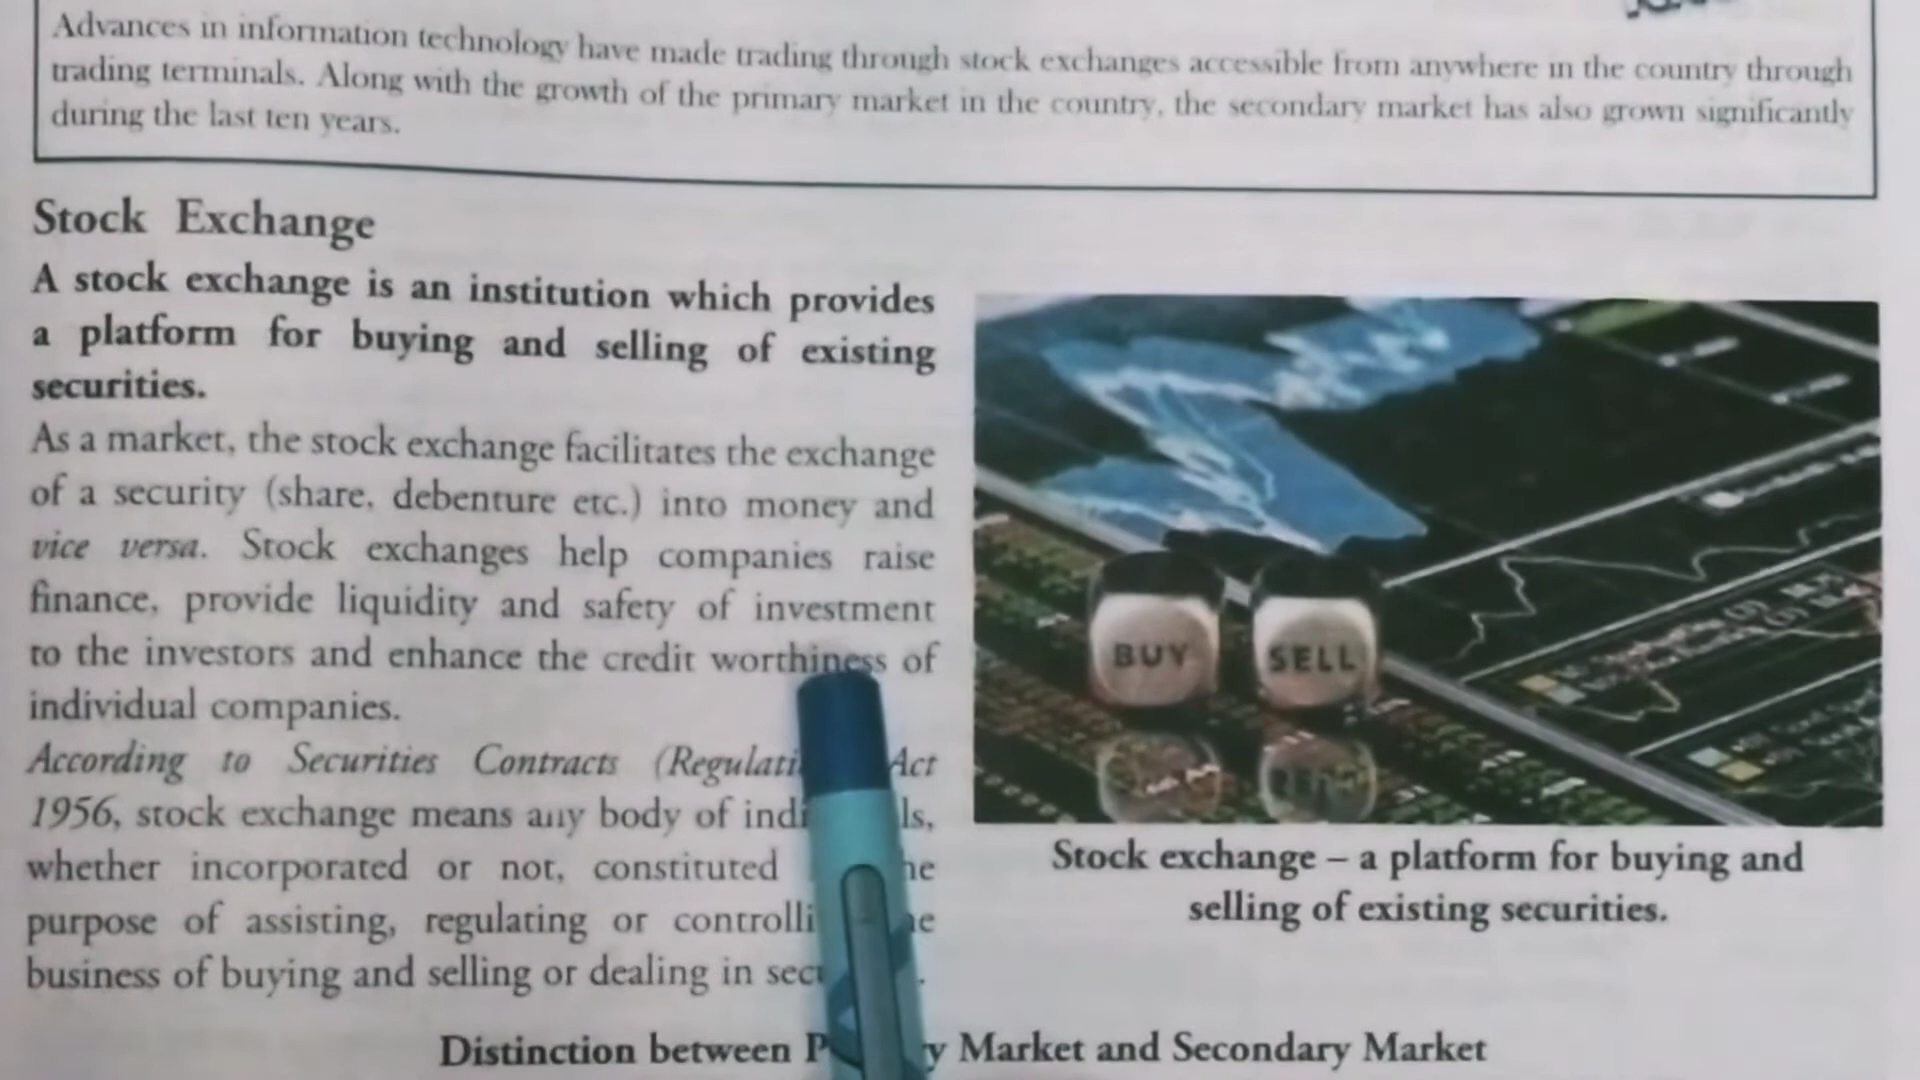 Advances in information technology have made trading through stock exchanges accessible from anywhere in the country through
trading terminals. Along with the growth of the primary market in the country, the secondary market has also grown significantly
during the last ten years.
Stock Exchange
A stock exchange is an institution which provides
a platform for buying and selling of existing
securities.
As a market, the stock exchange facilitates the exchange
of a security (share, debenture etc.) into money and
vice versa. Stock exchanges help companies raise
finance, provide liquidity and safety of investment
to the investors and enhance the credit worthiness of
individual companies.
According to Securities Contracts Act
1956, stock exchange means any body of
whether incorporated or not, constituted
purpose of assisting, regulating or
business of buying and selling or dealing in
BUY
SELL
Stock exchange – a platform for buying and
selling of existing securities.
Distinction between Market and Secondary Market